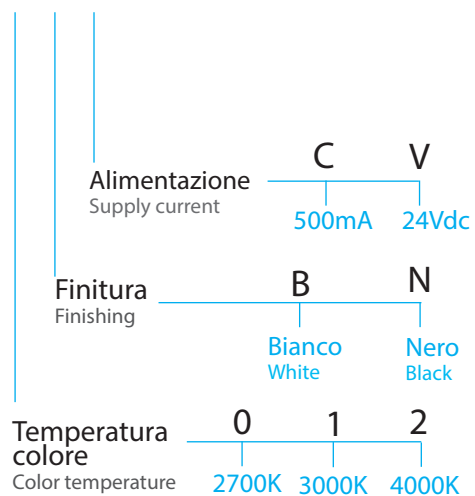 C V
Alimentazione
Supply current
500mA 24Vdc
B N
Finitura
Finishing
Bianco Nero
White Black
0 1 2
Temperatura
colore
Color temperature
2700K 3000K 4000K